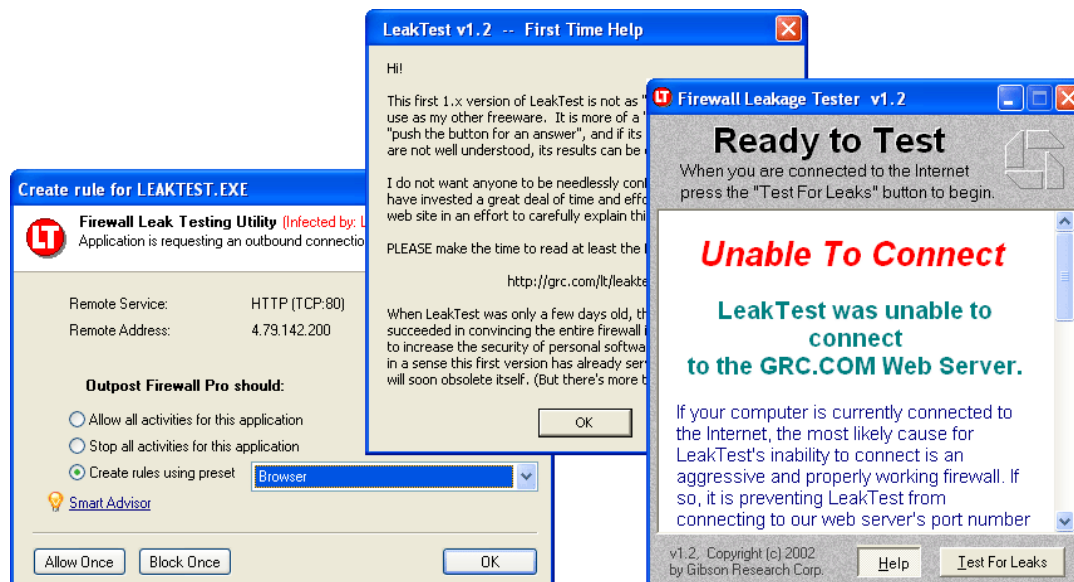 LeakTest v1.2 -- First Time Help
Hi!
This first 1.x version of LeakTest is not as "
use as my other freeware. It is more of a "
"push the button for an answer", and if its
are not well understood, its results can be
I do not want anyone to be needlessly
have invested a great deal of time and
web site in an effort to carefully explain
PLEASE make the time to read at least the
http://grc.com/lt/leakte
When LeakTest was only a few days old,
succeeded in convincing the entire firewall
to increase the security of personal
in a sense this first version has already
will soon obsolete itself. (But there's more
OK
LT Firewall Leakage Tester v1.2
Ready to Test
When you are connected to the Internet
press the "Test For Leaks" button to begin.
Unable To Connect
LeakTest was unable to
connect
to the GRC.COM Web Server.
If your computer is currently connected to
the Internet, the most likely cause for
LeakTest's inability to connect is an
aggressive and properly working firewall. If
so, it is preventing LeakTest from
connecting to our web server's port number
v1.2, Copyright (c) 2002
by Gibson Research Corp.
Help
Test For Leaks
Create rule for LEAKTEST.EXE
LT
Firewall Leak Testing Utility (Infected by: L
Application is requesting an outbound connectio
Remote Service: HTTP (TCP:80)
Remote Address: 4.79.142.200
Outpost Firewall Pro should:
Allow all activities for this application
Stop all activities for this application
Create rules using preset Browser
Smart Advisor
Allow Once Block Once OK